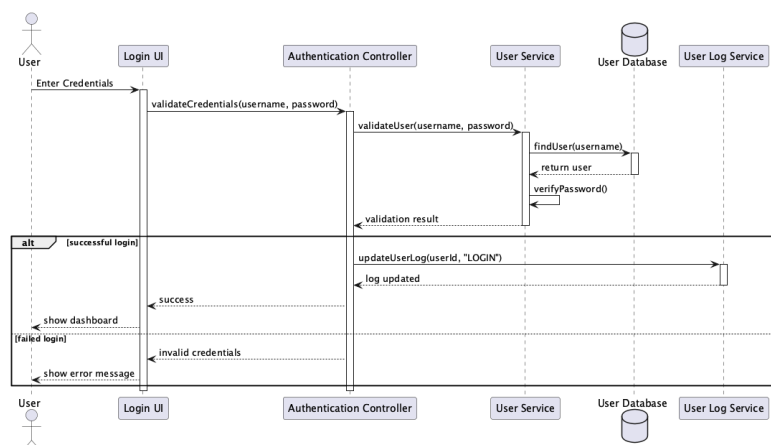 User
Login UI
Authentication Controller
User Service
User Database
User Log Service
Enter Credentials
validateCredentials(username, password)
validateUser(username, password)
findUser(username)
return user
verifyPassword()
validation result
alt
[successful login]
updateUserLog(userId, "LOGIN")
log updated
success
show dashboard
[failed login]
invalid credentials
show error message
User
Login UI
Authentication Controller
User Service
User Database
User Log Service